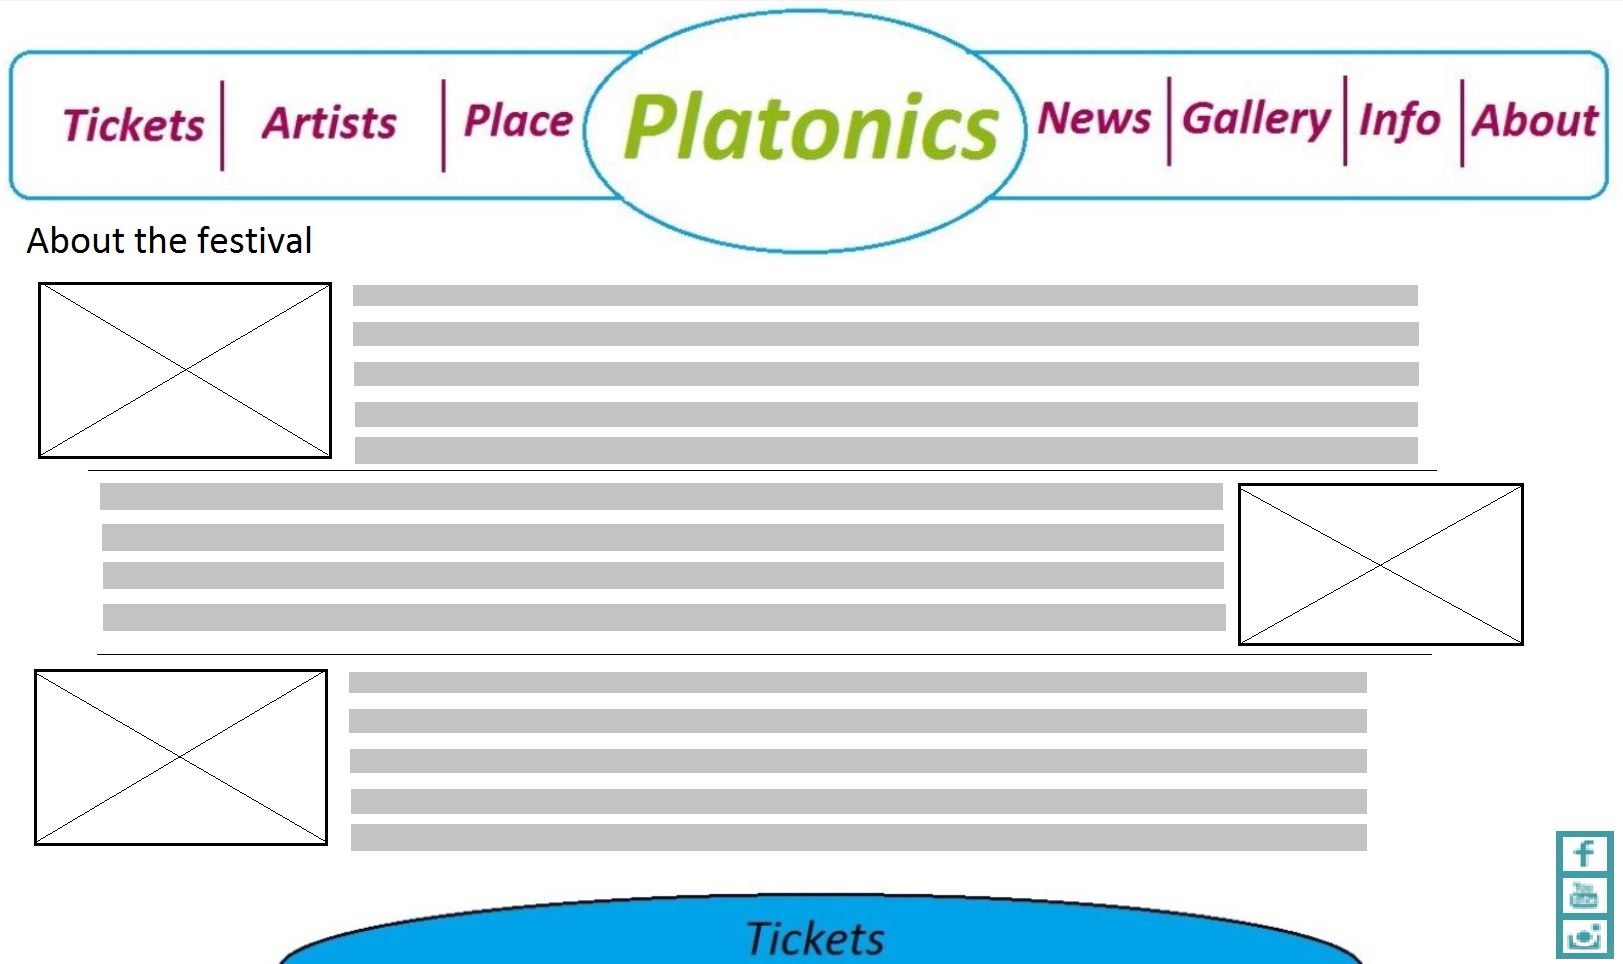 Tickets Artists Place Platonics News Gallery Info About
About the festival
f
You
Tube
Tickets